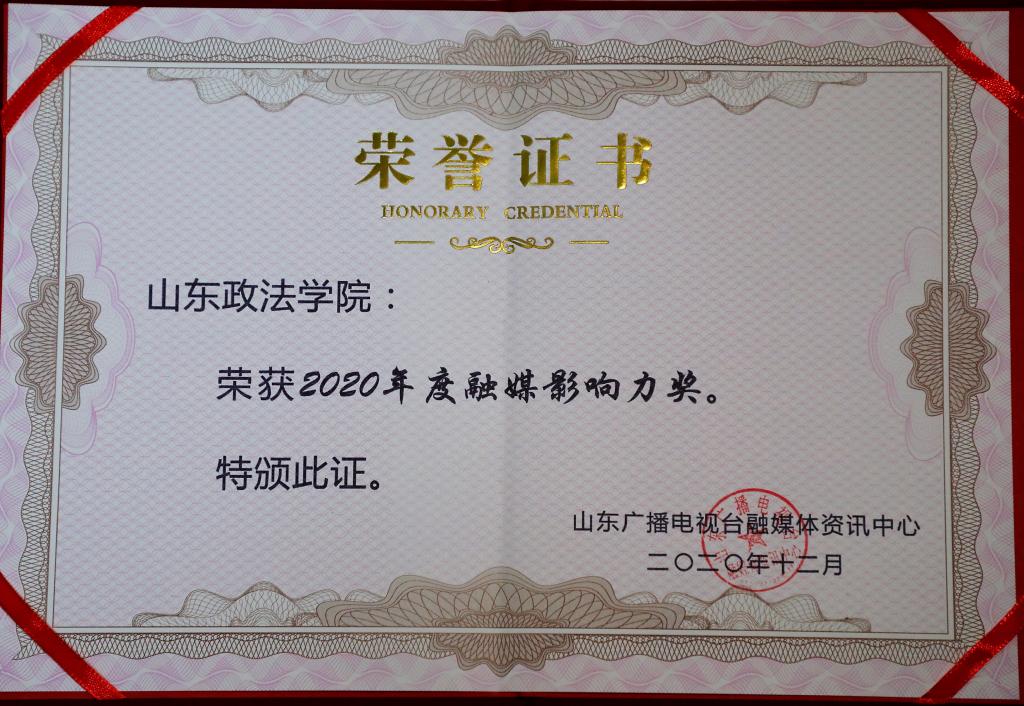 荣誉证书
HONORARY CREDENTIAL
山东政法学院：
荣获2020年度融媒影响力奖。
特颁此证。
山东广播电视台融媒体资讯中心
二〇二〇年十二月